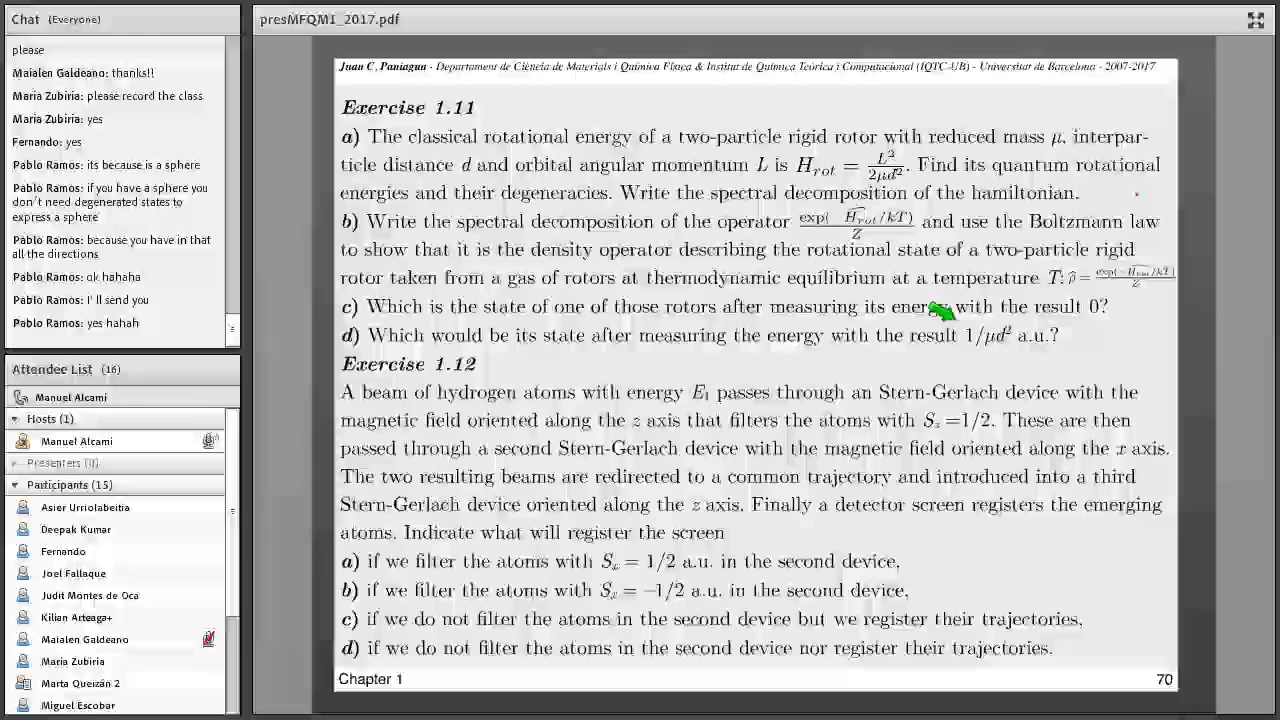 Chat (Everyone)
please
Maialen Galdeano: thanks!!
Maria Zubiria: please record the class
Maria Zubiria: yes
Fernando: yes
Pablo Ramos: its because is a sphere
Pablo Ramos: if you have a sphere you
don't need degenerated states to
express a sphere
Pablo Ramos: because you have in that
all the directions
Pablo Ramos: ok hahaha
Pablo Ramos: I' ll send you
Pablo Ramos: yes hahah
Attendee List (16)
Manuel Alcami
Hosts (1)
Manuel Alcami
Presenters (0)
Participants (15)
Asier Urriolabeitia
Deepak Kumar
Fernando
Joel Fallaque
Judit Montes de Oca
Kilian Arteaga+
Maialen Galdeano
Maria Zubiria
Marta Queizán 2
Miguel Escobar
presMFQM1_2017.pdf
Juan C. Paniagua - Departament de Ciència de Materials i Química Física & Institut de Química Teòrica i Computacional (IQTC-UB) - Universitat de Barcelona - 2007-2017
Exercise 1.11
a) The classical rotational energy of a two-particle rigid rotor with reduced mass μ, interpar-
ticle distance d and orbital angular momentum L is H_rot = L²/2μd². Find its quantum rotational
energies and their degeneracies. Write the spectral decomposition of the hamiltonian.
b) Write the spectral decomposition of the operator exp(−Ĥ_rot/kT)/Z and use the Boltzmann law
to show that it is the density operator describing the rotational state of a two-particle rigid
rotor taken from a gas of rotors at thermodynamic equilibrium at a temperature T: ρ̂ = exp(−Ĥ_rot/kT)/Z
c) Which is the state of one of those rotors after measuring its energy with the result 0?
d) Which would be its state after measuring the energy with the result 1/μd² a.u.?
Exercise 1.12
A beam of hydrogen atoms with energy E₁ passes through an Stern-Gerlach device with the
magnetic field oriented along the z axis that filters the atoms with S_z =1/2. These are then
passed through a second Stern-Gerlach device with the magnetic field oriented along the x axis.
The two resulting beams are redirected to a common trajectory and introduced into a third
Stern-Gerlach device oriented along the z axis. Finally a detector screen registers the emerging
atoms. Indicate what will register the screen
a) if we filter the atoms with S_x = 1/2 a.u. in the second device,
b) if we filter the atoms with S_x = −1/2 a.u. in the second device,
c) if we do not filter the atoms in the second device but we register their trajectories,
d) if we do not filter the atoms in the second device nor register their trajectories.
Chapter 1
70